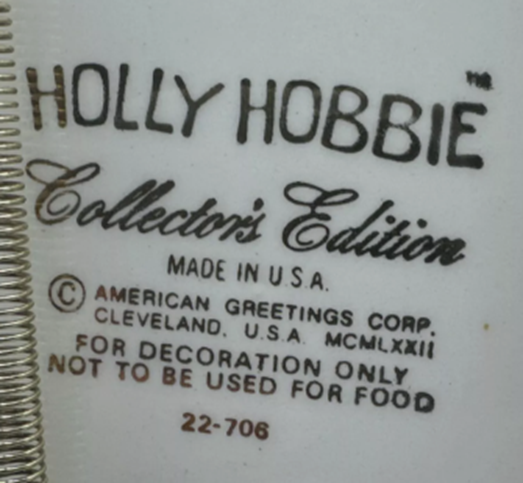 HOLLY HOBBIE™
Collector's Edition
MADE IN U.S.A.
© AMERICAN GREETINGS CORP.
CLEVELAND, U.S.A. MCMLXXII
FOR DECORATION ONLY
NOT TO BE USED FOR FOOD
22-706